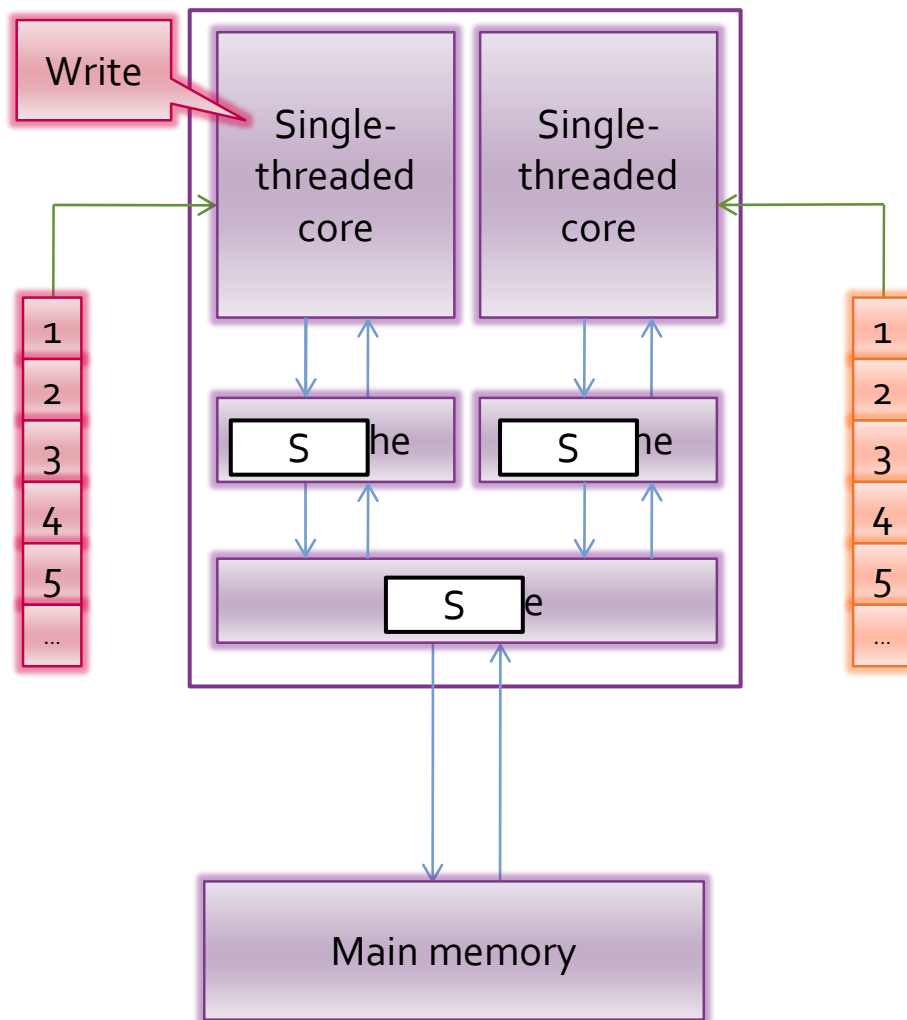 Write
Single-
threaded
core
Single-
threaded
core
1
2
3
4
5
...
1
2
3
4
5
...
S
he
S
he
S
e
Main memory